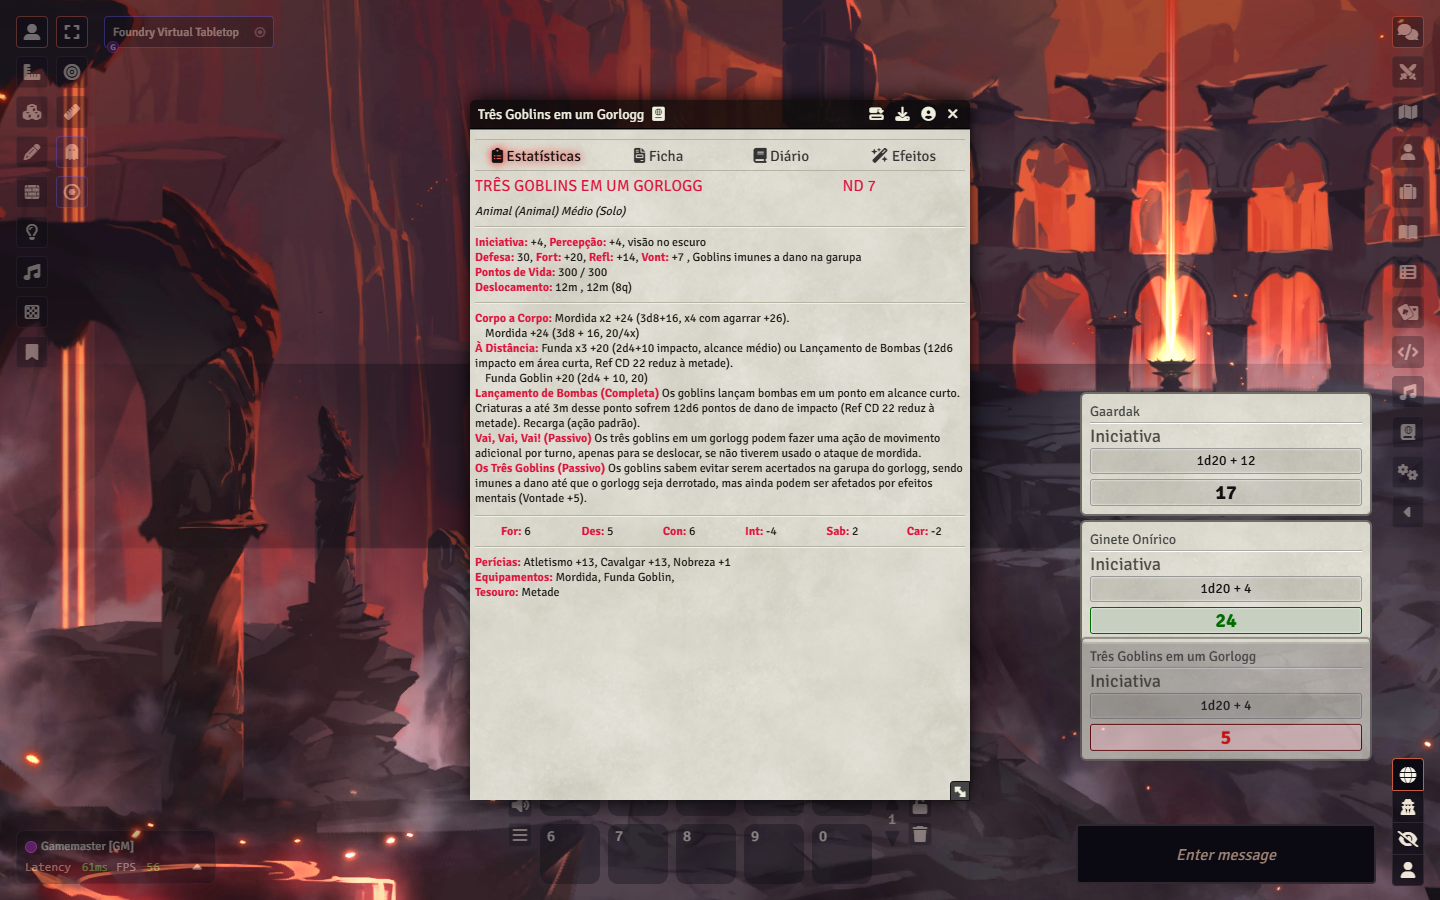 Foundry Virtual Tabletop
G
Três Goblins em um Gorlogg
Estatísticas
Ficha
Diário
Efeitos
TRÊS GOBLINS EM UM GORLOGG
ND 7
Animal (Animal) Médio (Solo)
Iniciativa: +4, Percepção: +4, visão no escuro
Defesa: 30, Fort: +20, Refl: +14, Vont: +7 , Goblins imunes a dano na garupa
Pontos de Vida: 300 / 300
Deslocamento: 12m , 12m (8q)
Corpo a Corpo: Mordida x2 +24 (3d8+16, x4 com agarrar +26).
Mordida +24 (3d8 + 16, 20/4x)
À Distância: Funda x3 +20 (2d4+10 impacto, alcance médio) ou Lançamento de Bombas (12d6
impacto em área curta, Ref CD 22 reduz à metade).
Funda Goblin +20 (2d4 + 10, 20)
Lançamento de Bombas (Completa) Os goblins lançam bombas em um ponto em alcance curto.
Criaturas a até 3m desse ponto sofrem 12d6 pontos de dano de impacto (Ref CD 22 reduz à
metade). Recarga (ação padrão).
Vai, Vai, Vai! (Passivo) Os três goblins em um gorlogg podem fazer uma ação de movimento
adicional por turno, apenas para se deslocar, se não tiverem usado o ataque de mordida.
Os Três Goblins (Passivo) Os goblins sabem evitar serem acertados na garupa do gorlogg, sendo
imunes a dano até que o gorlogg seja derrotado, mas ainda podem ser afetados por efeitos
mentais (Vontade +5).
For: 6
Des: 5
Con: 6
Int: -4
Sab: 2
Car: -2
Perícias: Atletismo +13, Cavalgar +13, Nobreza +1
Equipamentos: Mordida, Funda Goblin,
Tesouro: Metade
Gaardak
Iniciativa
1d20 + 12
17
Ginete Onírico
Iniciativa
1d20 + 4
24
Três Goblins em um Gorlogg
Iniciativa
1d20 + 4
5
Enter message
1
6
7
8
9
0
Gamemaster [GM]
Latency 61ms FPS 56